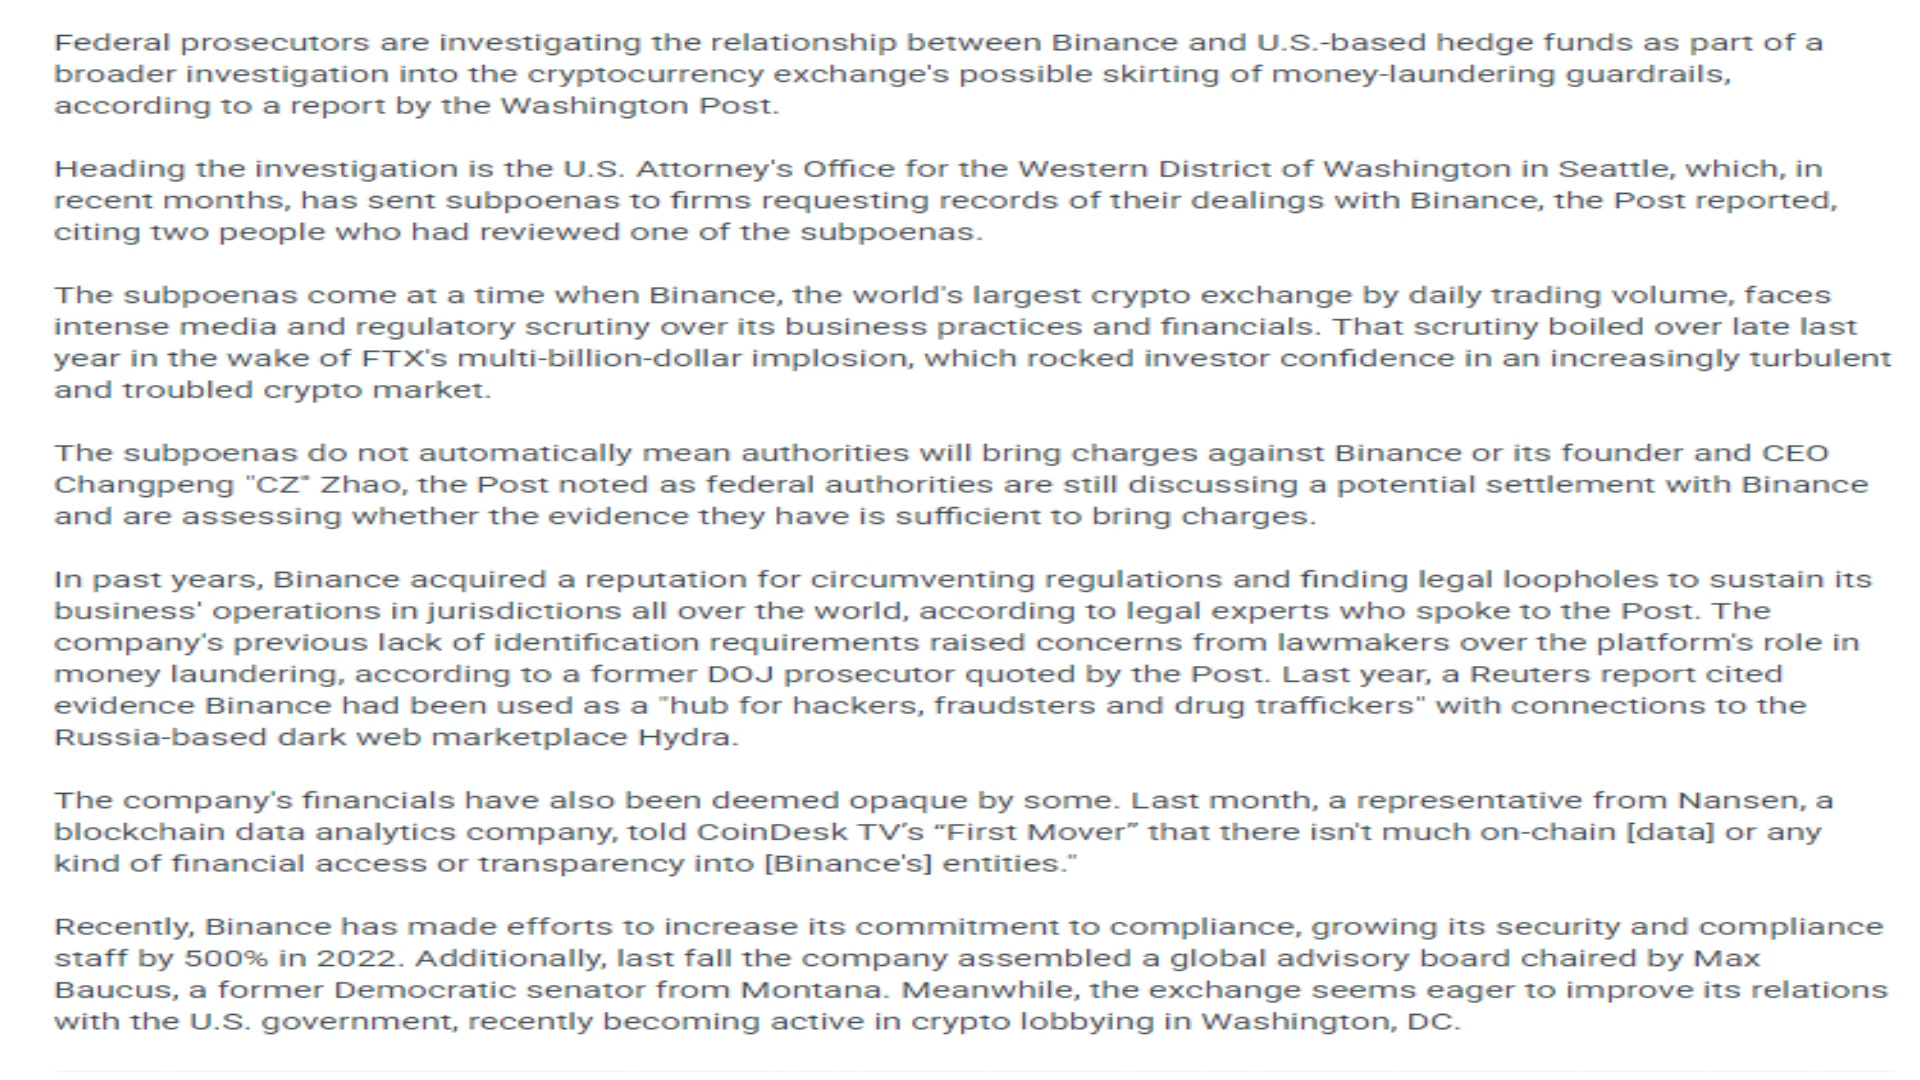 Federal prosecutors are investigating the relationship between Binance and U.S.-based hedge funds as part of a
broader investigation into the cryptocurrency exchange's possible skirting of money-laundering guardrails,
according to a report by the Washington Post.
Heading the investigation is the U.S. Attorney's Office for the Western District of Washington in Seattle, which, in
recent months, has sent subpoenas to firms requesting records of their dealings with Binance, the Post reported,
citing two people who had reviewed one of the subpoenas.
The subpoenas come at a time when Binance, the world's largest crypto exchange by daily trading volume, faces
intense media and regulatory scrutiny over its business practices and financials. That scrutiny boiled over late last
year in the wake of FTX's multi-billion-dollar implosion, which rocked investor confidence in an increasingly turbulent
and troubled crypto market.
The subpoenas do not automatically mean authorities will bring charges against Binance or its founder and CEO
Changpeng "CZ" Zhao, the Post noted as federal authorities are still discussing a potential settlement with Binance
and are assessing whether the evidence they have is sufficient to bring charges.
In past years, Binance acquired a reputation for circumventing regulations and finding legal loopholes to sustain its
business' operations in jurisdictions all over the world, according to legal experts who spoke to the Post. The
company's previous lack of identification requirements raised concerns from lawmakers over the platform's role in
money laundering, according to a former DOJ prosecutor quoted by the Post. Last year, a Reuters report cited
evidence Binance had been used as a "hub for hackers, fraudsters and drug traffickers" with connections to the
Russia-based dark web marketplace Hydra.
The company's financials have also been deemed opaque by some. Last month, a representative from Nansen, a
blockchain data analytics company, told CoinDesk TV's “First Mover” that there isn't much on-chain [data] or any
kind of financial access or transparency into [Binance's] entities."
Recently, Binance has made efforts to increase its commitment to compliance, growing its security and compliance
staff by 500% in 2022. Additionally, last fall the company assembled a global advisory board chaired by Max
Baucus, a former Democratic senator from Montana. Meanwhile, the exchange seems eager to improve its relations
with the U.S. government, recently becoming active in crypto lobbying in Washington, DC.